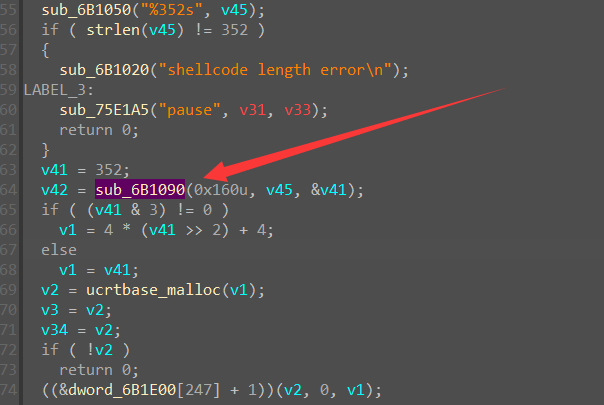 55 sub_6B1050("%352s", v45);
56 if ( strlen(v45) != 352 )
57 {
58 sub_6B1020("shellcode length error\n");
59 LABEL_3:
60 sub_75E1A5("pause", v31, v33);
61 return 0;
62 }
63 v41 = 352;
64 v42 = sub_6B1090(0x160u, v45, &v41);
65 if ( (v41 & 3) != 0 )
66 v1 = 4 * (v41 >> 2) + 4;
67 else
68 v1 = v41;
69 v2 = ucrtbase_malloc(v1);
70 v3 = v2;
71 v34 = v2;
72 if ( !v2 )
73 return 0;
74 ((&dword_6B1E00[247] + 1))(v2, 0, v1);